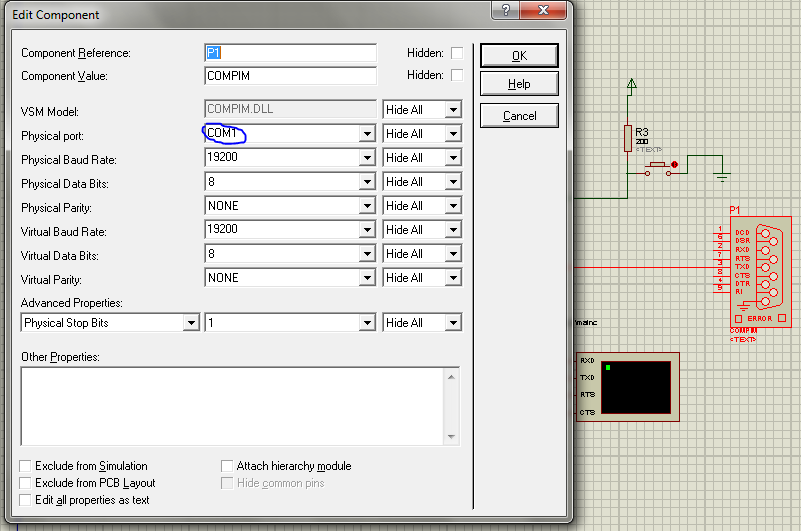 Edit Component
Component Reference: P1 Hidden:
Component Value: COMPIM Hidden:
VSM Model: COMPIM.DLL Hide All
Physical port: COM1 Hide All
Physical Baud Rate: 19200 Hide All
Physical Data Bits: 8 Hide All
Physical Parity: NONE Hide All
Virtual Baud Rate: 19200 Hide All
Virtual Data Bits: 8 Hide All
Virtual Parity: NONE Hide All
Advanced Properties:
Physical Stop Bits 1 Hide All
Other Properties:
Exclude from Simulation Attach hierarchy module
Exclude from PCB Layout Hide common pins
Edit all properties as text
OK
Help
Cancel
R3
200
<TEXT>
P1
1 DCD
6 DSR
2 RXD
7 RTS
3 TXD
8 CTS
4 DTR
9 RI
ERROR
COMPIM
<TEXT>
RXD
TXD
RTS
CTS